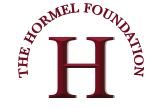 THE HORMEL FOUNDATION
H